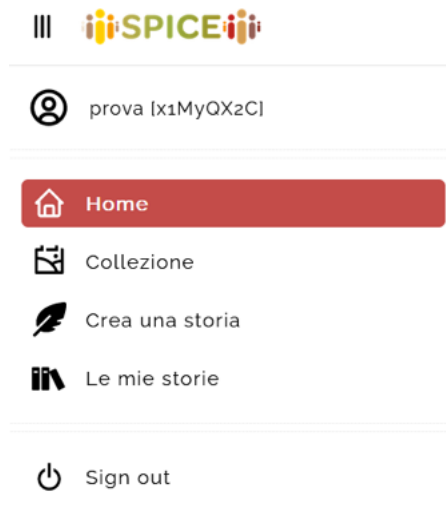 SPICE
prova [x1MyQX2C]
Home
Collezione
Crea una storia
Le mie storie
Sign out